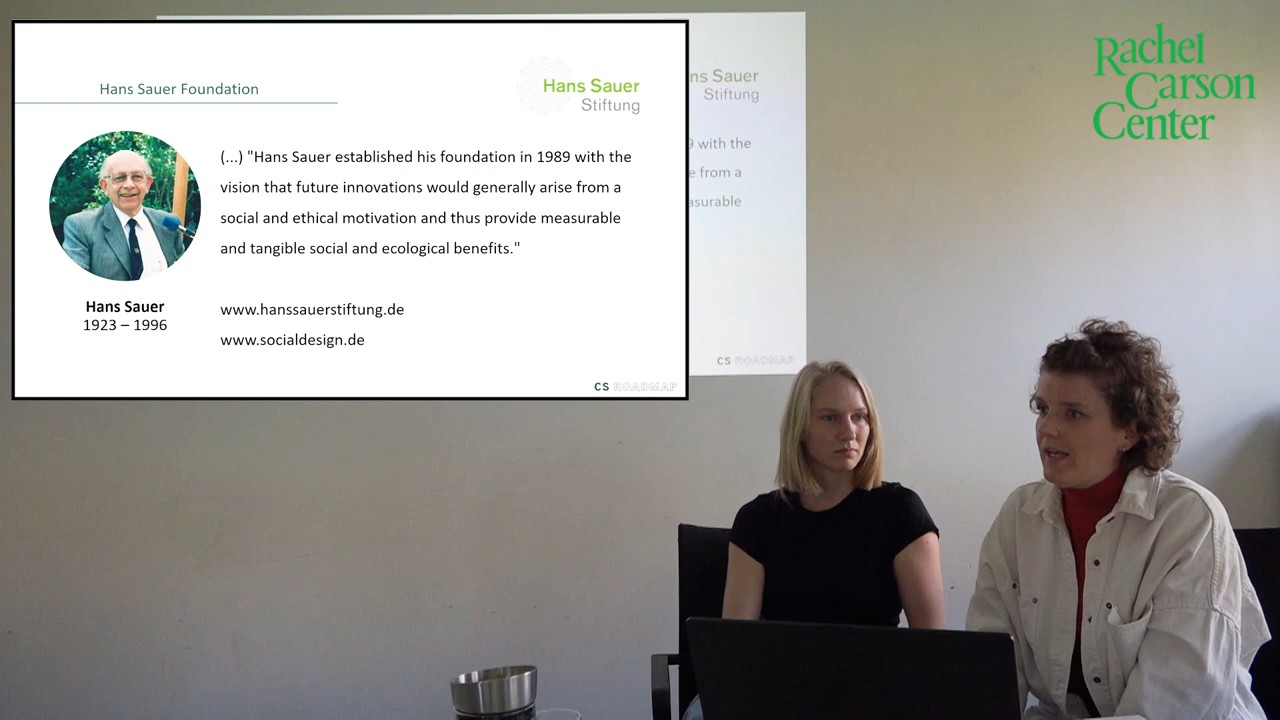 Hans Sauer Foundation
Hans Sauer
Stiftung
(...) "Hans Sauer established his foundation in 1989 with the
vision that future innovations would generally arise from a
social and ethical motivation and thus provide measurable
and tangible social and ecological benefits."
Hans Sauer
1923 – 1996
www.hanssauerstiftung.de
www.socialdesign.de
CS ROADMAP
ns Sauer
Stiftung
9 with the
e from a
asurable
CS ROADMAP
Rachel
Carson
Center